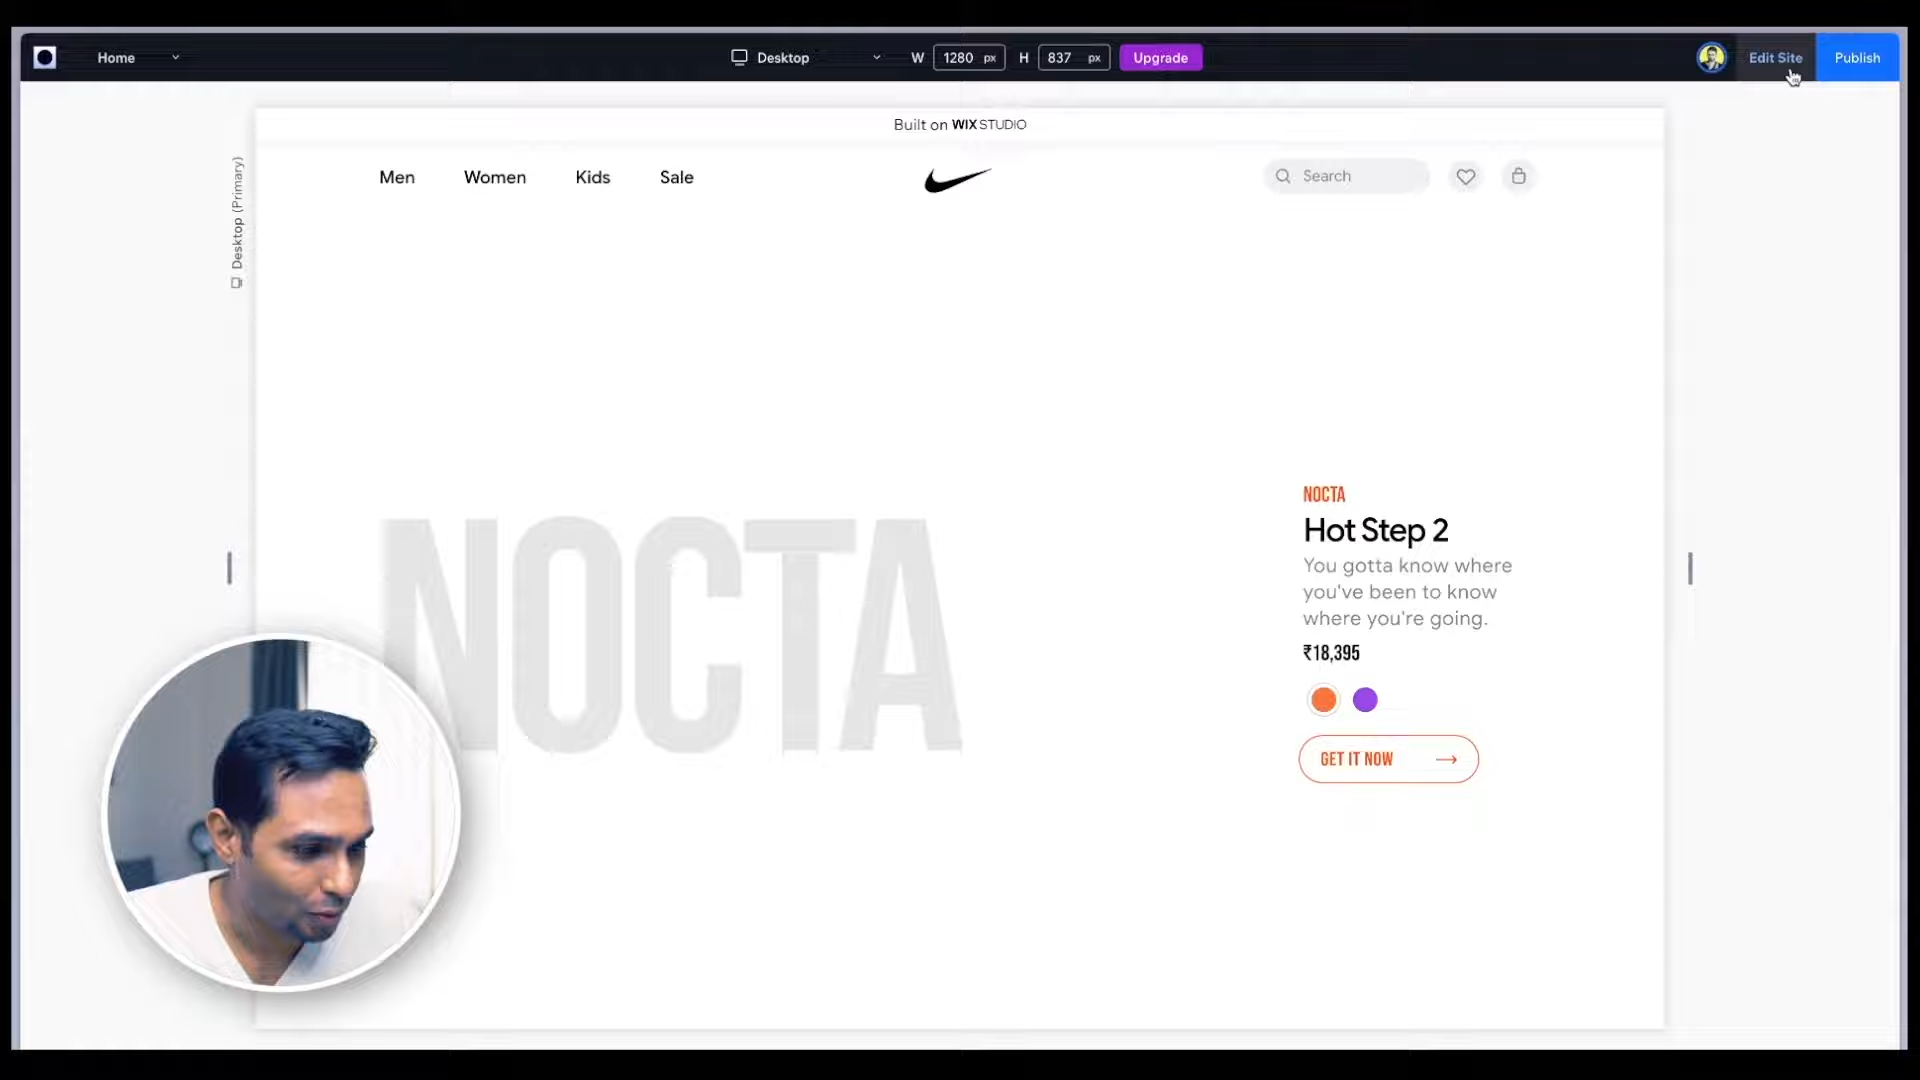 Home
Desktop
W 1280 px H 837 px
Upgrade
Edit Site
Publish
Built on WIX STUDIO
Desktop (Primary)
Men Women Kids Sale
Search
NOCTA
NOCTA
Hot Step 2
You gotta know where
you've been to know
where you're going.
₹18,395
GET IT NOW